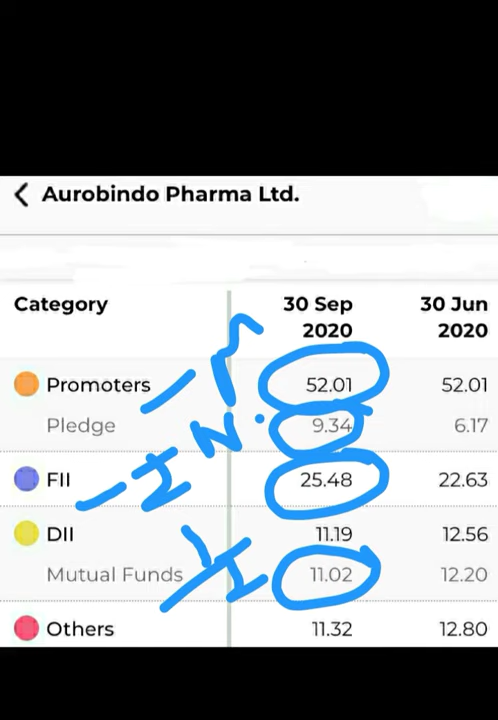 Aurobindo Pharma Ltd.
Category 30 Sep 2020 30 Jun 2020
Promoters 52.01 52.01
Pledge 9.34 6.17
FII 25.48 22.63
DII 11.19 12.56
Mutual Funds 11.02 12.20
Others 11.32 12.80